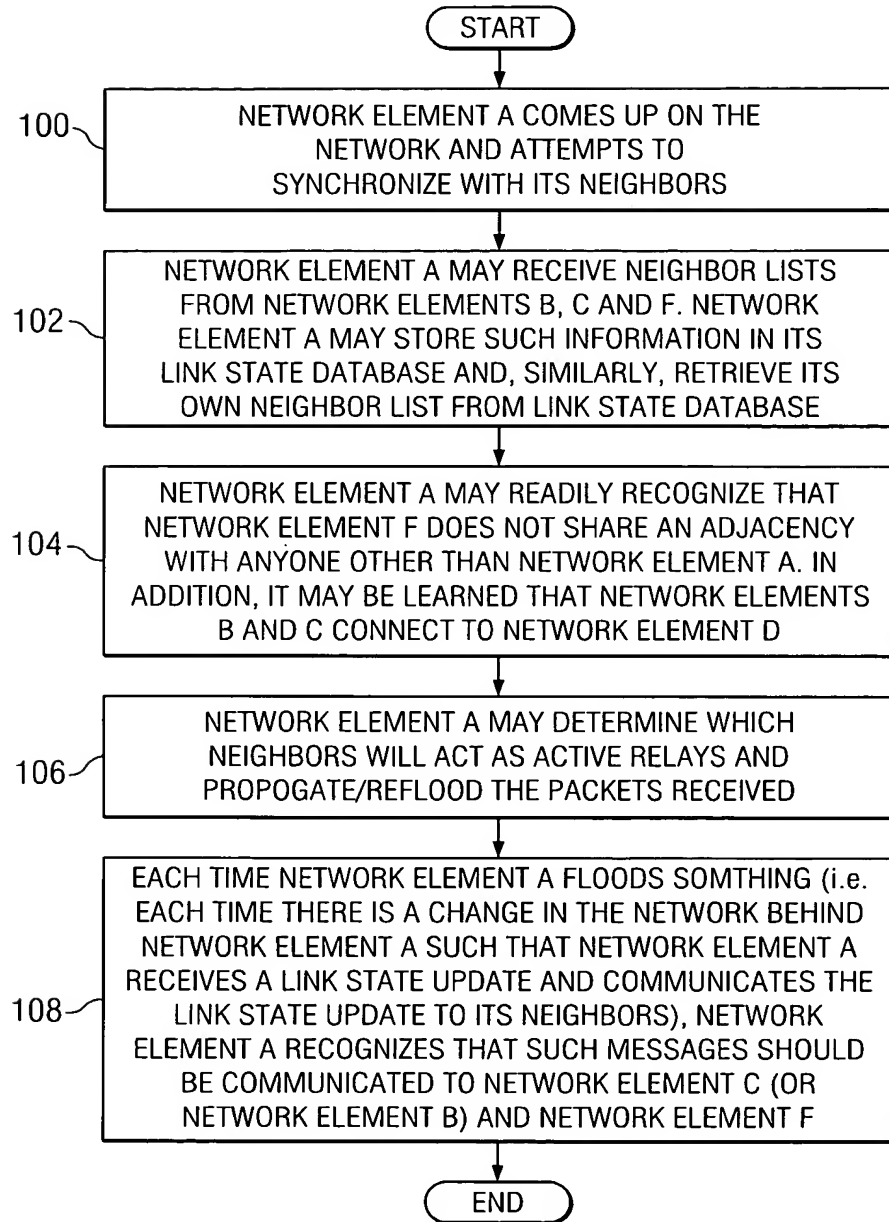 START
100
NETWORK ELEMENT A COMES UP ON THE
NETWORK AND ATTEMPTS TO
SYNCHRONIZE WITH ITS NEIGHBORS
102
NETWORK ELEMENT A MAY RECEIVE NEIGHBOR LISTS
FROM NETWORK ELEMENTS B, C AND F. NETWORK
ELEMENT A MAY STORE SUCH INFORMATION IN ITS
LINK STATE DATABASE AND, SIMILARLY, RETRIEVE ITS
OWN NEIGHBOR LIST FROM LINK STATE DATABASE
104
NETWORK ELEMENT A MAY READILY RECOGNIZE THAT
NETWORK ELEMENT F DOES NOT SHARE AN ADJACENCY
WITH ANYONE OTHER THAN NETWORK ELEMENT A. IN
ADDITION, IT MAY BE LEARNED THAT NETWORK ELEMENTS
B AND C CONNECT TO NETWORK ELEMENT D
106
NETWORK ELEMENT A MAY DETERMINE WHICH
NEIGHBORS WILL ACT AS ACTIVE RELAYS AND
PROPOGATE/REFLOOD THE PACKETS RECEIVED
108
EACH TIME NETWORK ELEMENT A FLOODS SOMTHING (i.e.
EACH TIME THERE IS A CHANGE IN THE NETWORK BEHIND
NETWORK ELEMENT A SUCH THAT NETWORK ELEMENT A
RECEIVES A LINK STATE UPDATE AND COMMUNICATES THE
LINK STATE UPDATE TO ITS NEIGHBORS), NETWORK
ELEMENT A RECOGNIZES THAT SUCH MESSAGES SHOULD
BE COMMUNICATED TO NETWORK ELEMENT C (OR
NETWORK ELEMENT B) AND NETWORK ELEMENT F
END